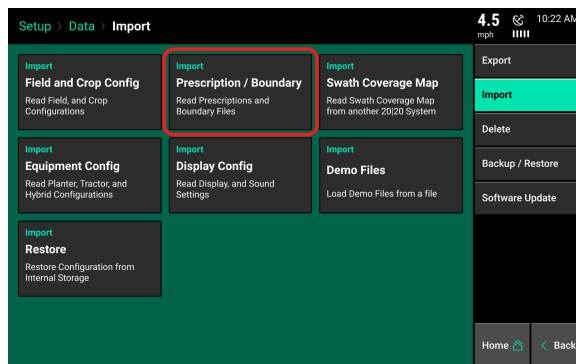 Setup > Data > Import
4.5 mph
10:22 AM
Import
Field and Crop Config
Read Field, and Crop
Configurations
Import
Prescription / Boundary
Read Prescriptions and
Boundary Files
Import
Swath Coverage Map
Read Swath Coverage Map
from another 20|20 System
Import
Equipment Config
Read Planter, Tractor, and
Hybrid Configurations
Import
Display Config
Read Display, and Sound
Settings
Import
Demo Files
Load Demo Files from a file
Import
Restore
Restore Configuration from
Internal Storage
Export
Import
Delete
Backup / Restore
Software Update
Home
< Back